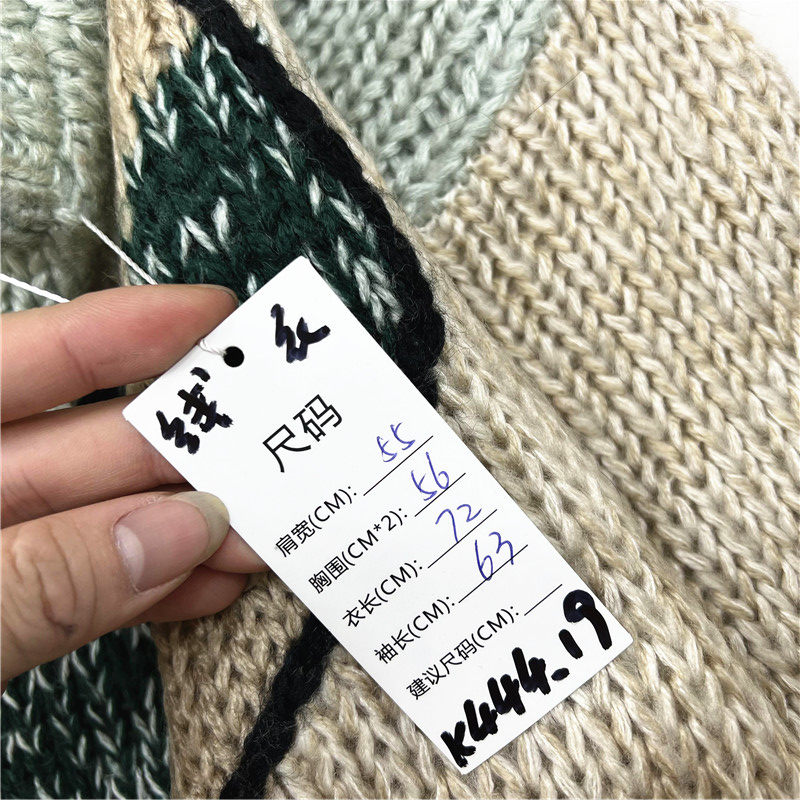 线衣
尺码
肩宽(CM): 55
胸围(CM*2): 56
衣长(CM): 72
袖长(CM): 63
建议尺码(CM):
K444-19